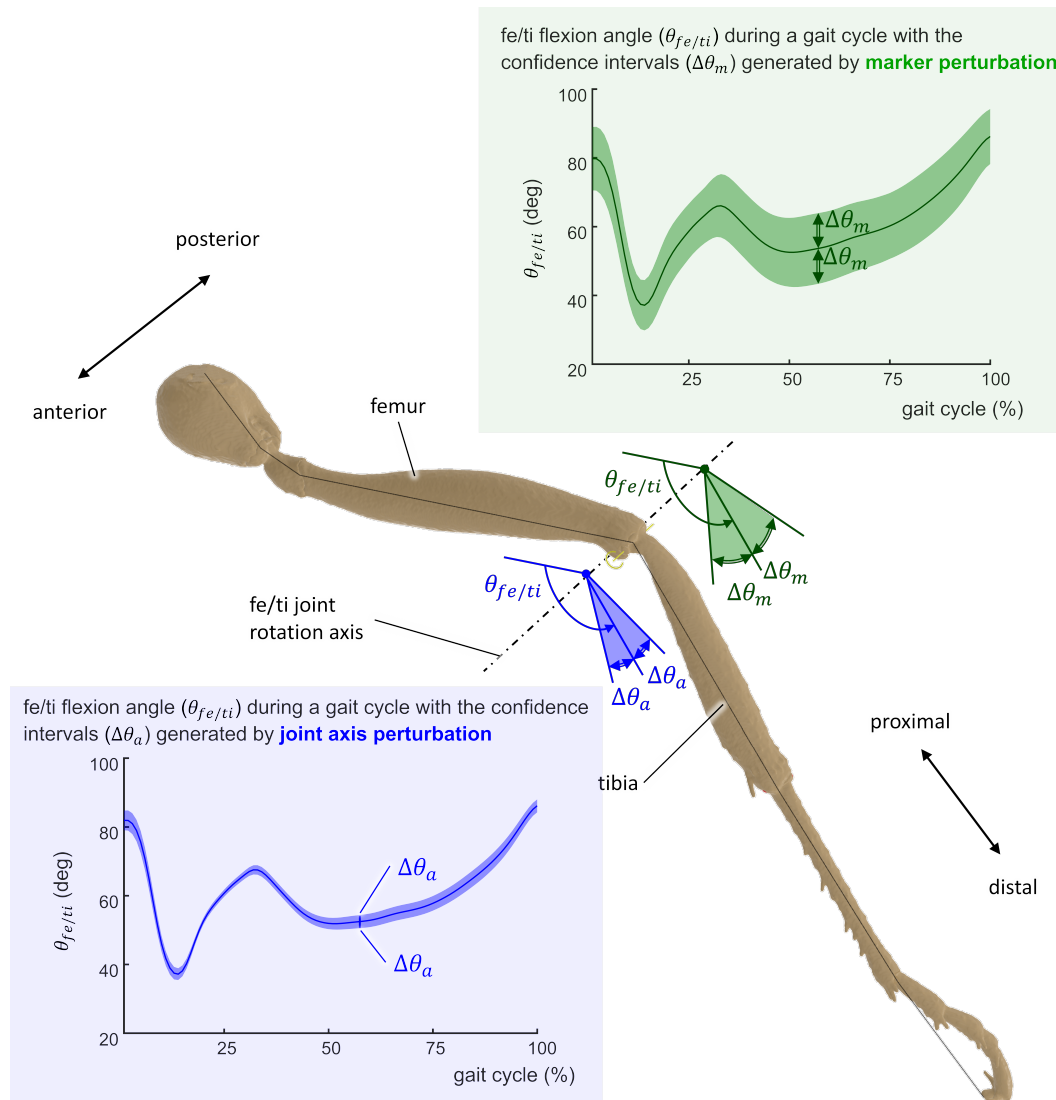 fe/ti flexion angle (θfe/ti) during a gait cycle with the
confidence intervals (Δθm) generated by marker perturbation
100
80
60
40
20
θfe/ti (deg)
Δθm
Δθm
25
50
75
100
gait cycle (%)
posterior
anterior
femur
θfe/ti
Δθm
Δθm
θfe/ti
Δθa
Δθa
fe/ti joint
rotation axis
tibia
proximal
distal
fe/ti flexion angle (θfe/ti) during a gait cycle with the confidence
intervals (Δθa) generated by joint axis perturbation
100
80
60
40
20
θfe/ti (deg)
Δθa
Δθa
25
50
75
100
gait cycle (%)